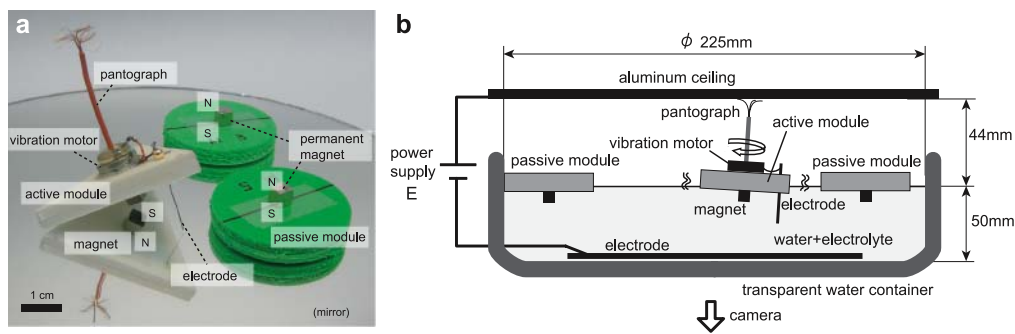 a
pantograph
N
S
vibration motor
permanent
magnet
active module
N
S
S
magnet
N
passive module
electrode
1 cm
(mirror)
b
ϕ 225mm
aluminum ceiling
pantograph
active module
vibration motor
44mm
power
supply
E
passive module
passive module
magnet
electrode
50mm
water+electrolyte
electrode
transparent water container
camera